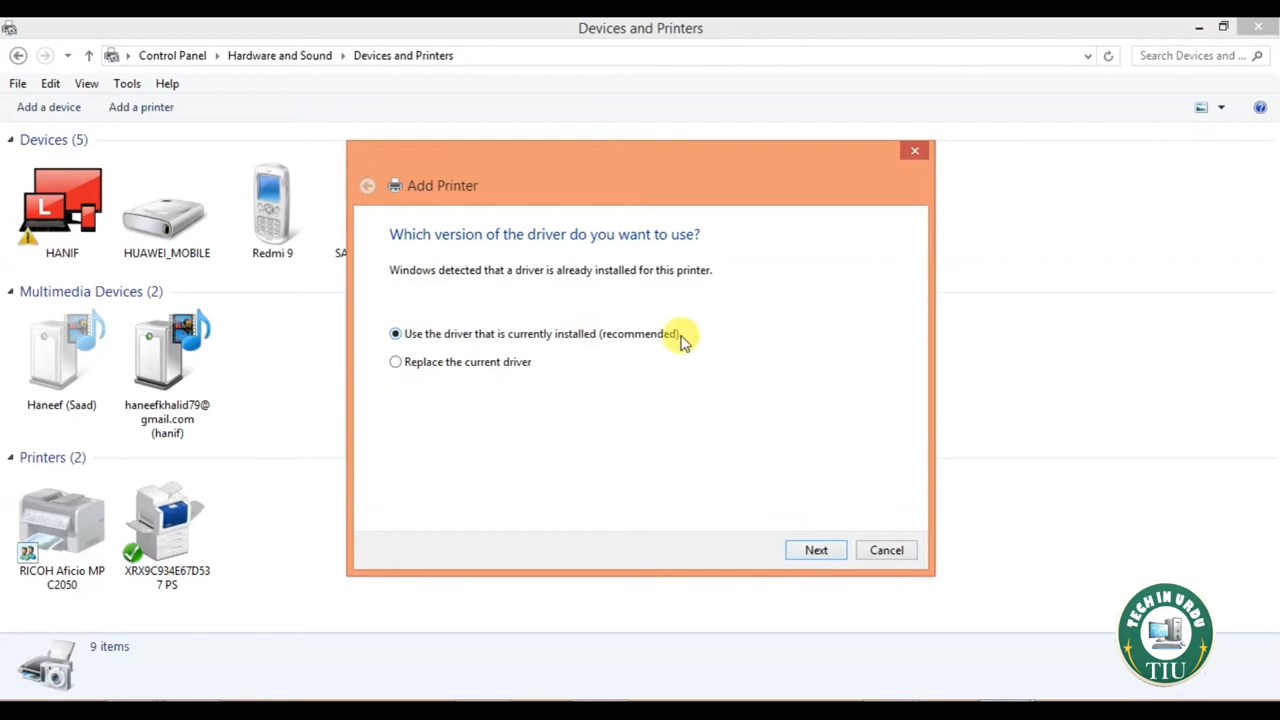 Devices and Printers
Control Panel
Hardware and Sound
Devices and Printers
Search Devices and ...
File Edit View Tools Help
Add a device Add a printer
Devices (5)
L
HANIF
HUAWEI_MOBILE
Redmi 9
SA
Multimedia Devices (2)
Haneef (Saad)
haneefkhalid79@
gmail.com
(hanif)
Printers (2)
RICOH Aficio MP
C2050
XRX9C934E67D53
7 PS
9 items
Add Printer
Which version of the driver do you want to use?
Windows detected that a driver is already installed for this printer.
Use the driver that is currently installed (recommended)
Replace the current driver
Next Cancel
TECH IN URDU
TIU